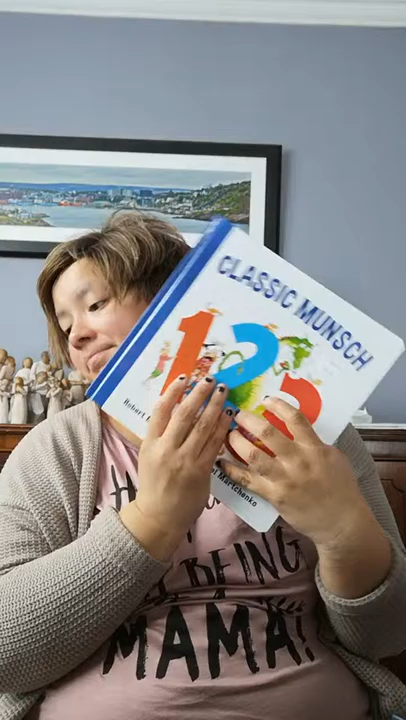 CLASSIC MUNSCH
123
Robert
Martchenko
BEING
MAMA!